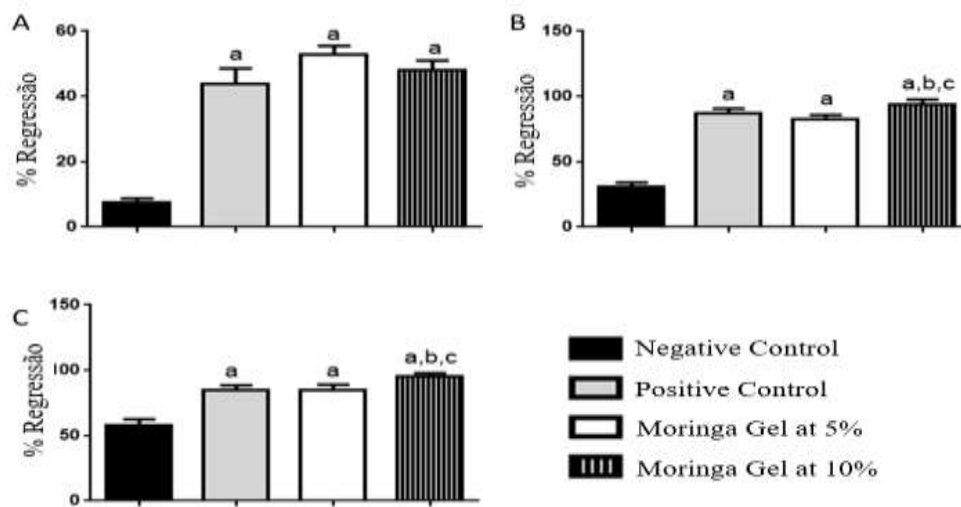 A
% Regressão
60
40
20
0
a
a
a
B
% Regressão
150
100
50
0
a
a
a,b,c
C
% Regressão
150
100
50
0
a
a
a,b,c
Negative Control
Positive Control
Moringa Gel at 5%
Moringa Gel at 10%